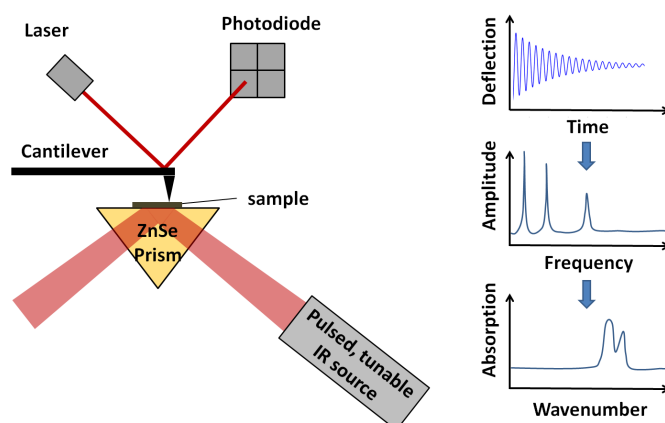 Laser
Photodiode
Cantilever
sample
ZnSe
Prism
Pulsed, tunable
IR source
Deflection
Time
Amplitude
Frequency
Absorption
Wavenumber